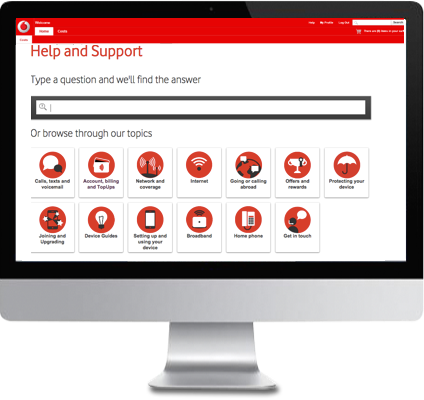 Welcome
Help My Profile Log Out Search
Home Costs
There are (0) items in your cart
Costs
Help and Support
Type a question and we'll find the answer
Or browse through our topics
Calls, texts and voicemail
Account, billing and TopUps
Network and coverage
Internet
Going or calling abroad
Offers and rewards
Protecting your device
Joining and Upgrading
Device Guides
Setting up and using your device
Broadband
Home phone
Get in touch